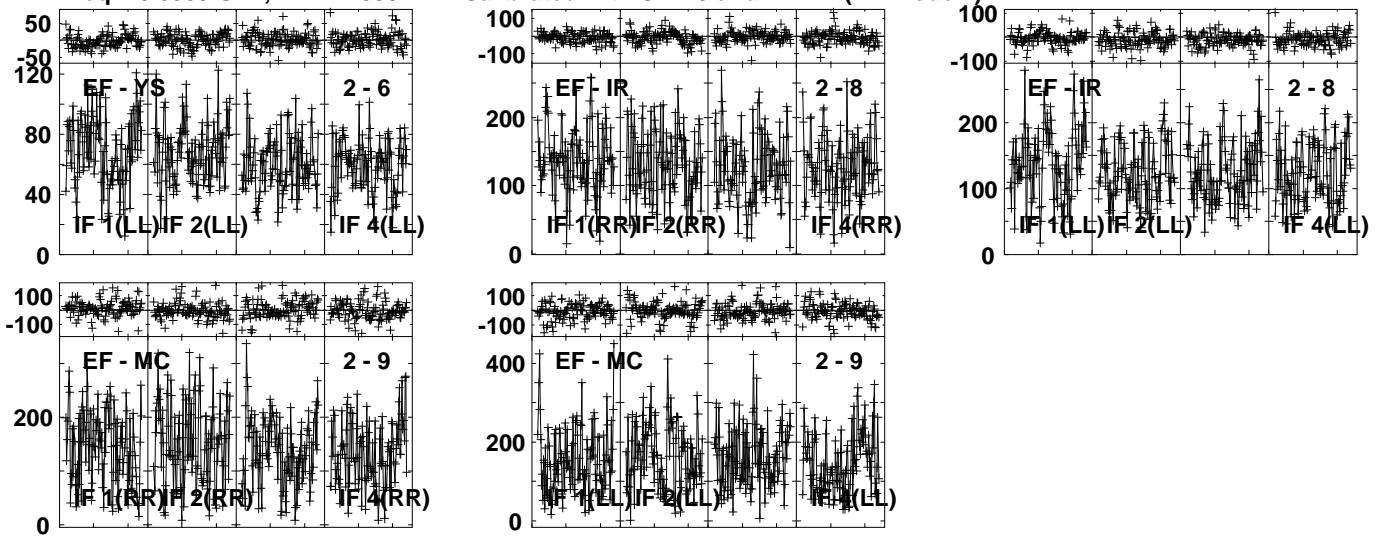 50
-50
120
80
40
0
EF - YS
2 - 6
IF 1(LL)
IF 2(LL)
IF 4(LL)
100
-100
200
100
0
EF - IR
2 - 8
IF 1(RR)
IF 2(RR)
IF 4(RR)
100
-100
200
100
0
EF - IR
2 - 8
IF 1(LL)
IF 2(LL)
IF 4(LL)
100
-100
200
0
EF - MC
2 - 9
IF 1(RR)
IF 2(RR)
IF 4(RR)
100
-100
400
200
0
EF - MC
2 - 9
IF 1(LL)
IF 2(LL)
IF 4(LL)